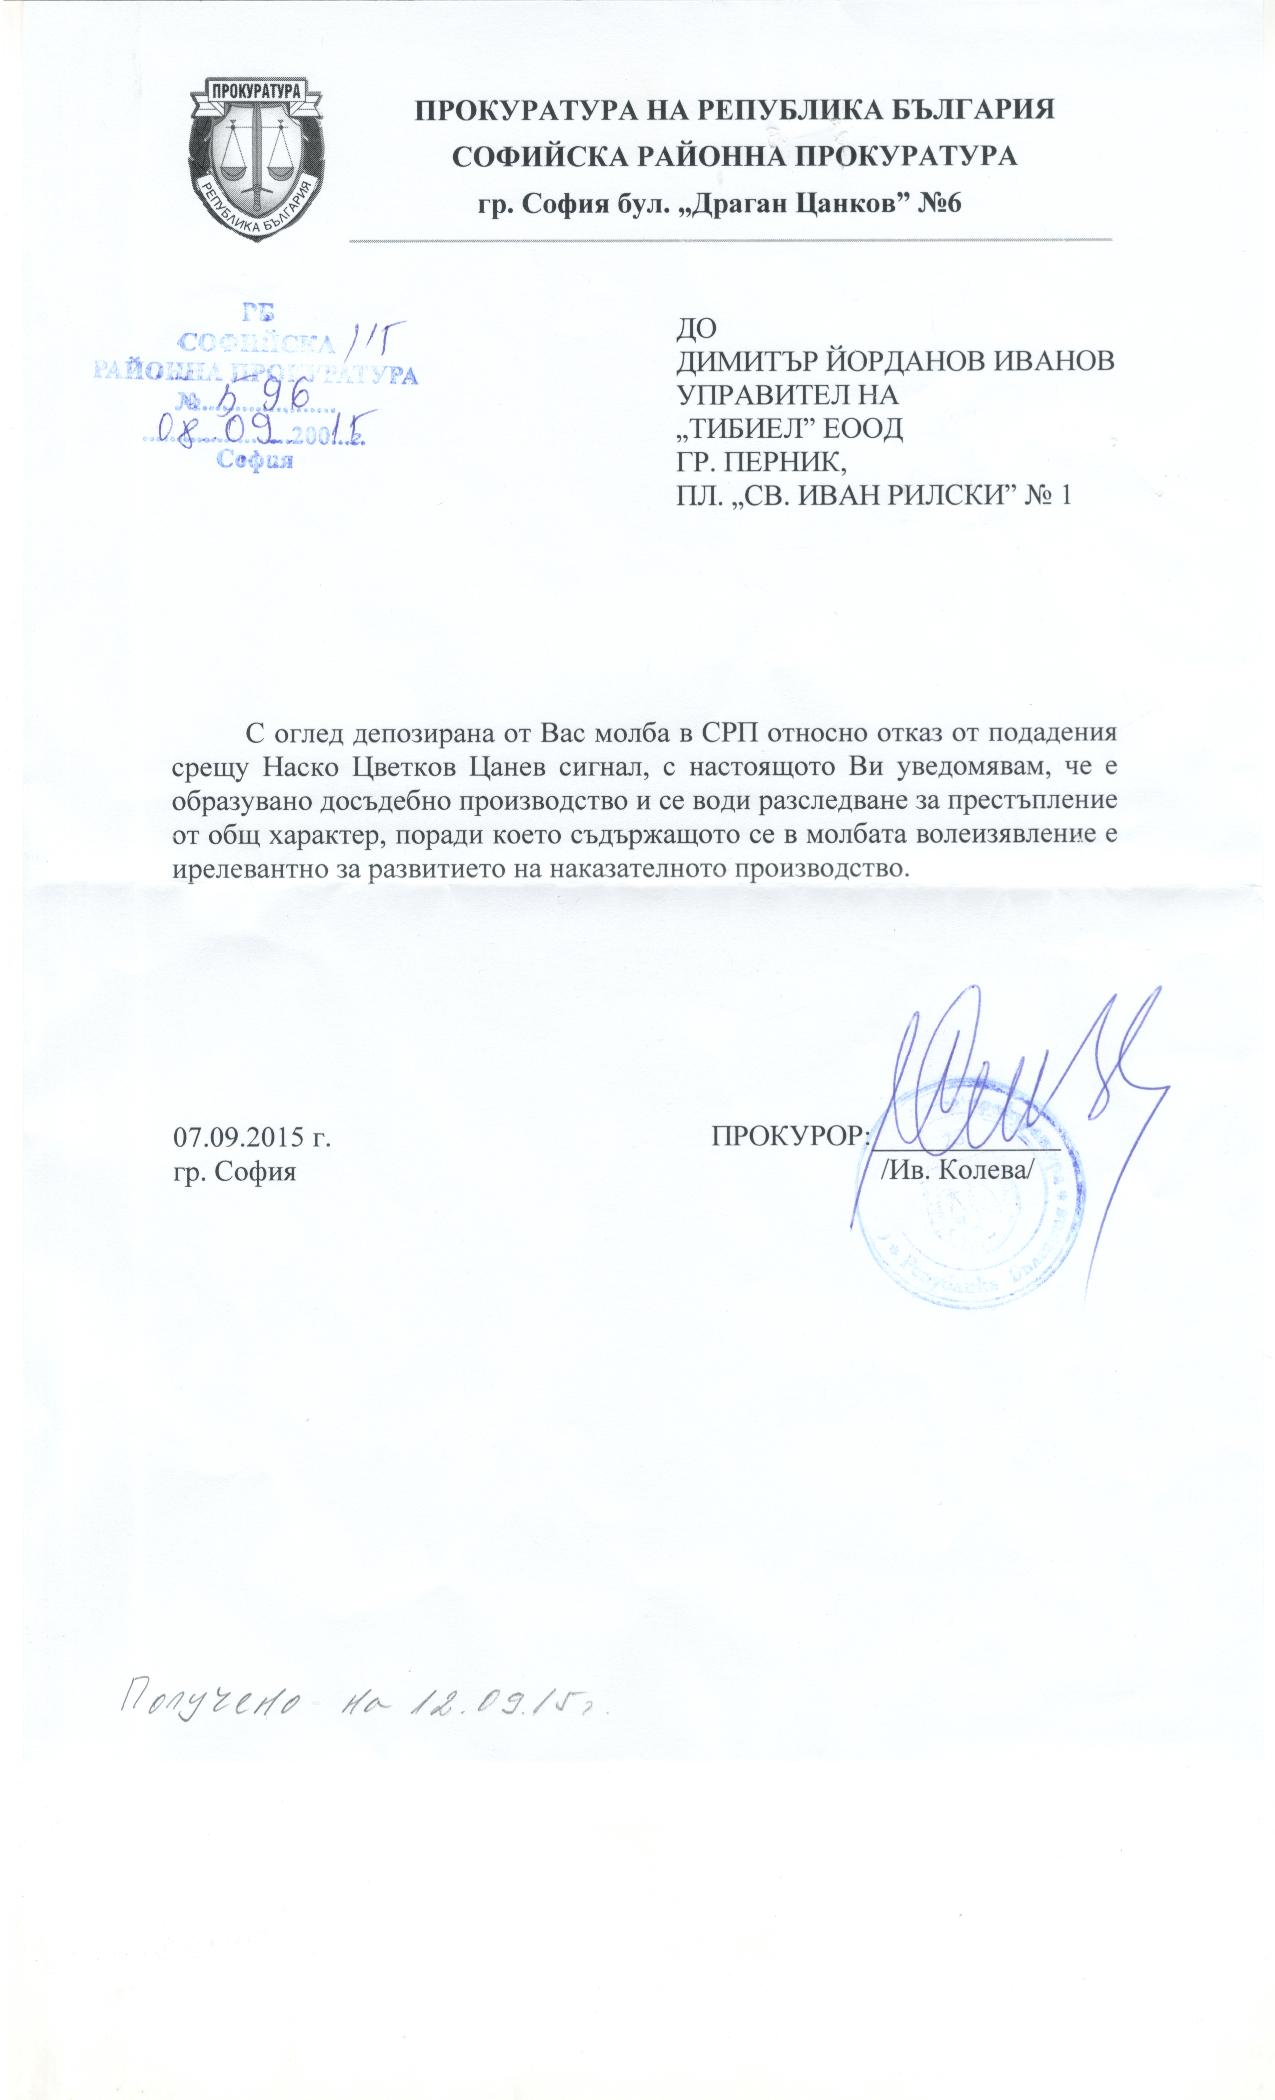 ПРОКУРАТУРА
РЕПУБЛИКА БЪЛГАРИЯ
ПРОКУРАТУРА НА РЕПУБЛИКА БЪЛГАРИЯ
СОФИЙСКА РАЙОННА ПРОКУРАТУРА
гр. София бул. „Драган Цанков” №6
РБ
СОФИЙСКА
РАЙОННА ПРОКУРАТУРА
№ 596
08.09.20015 г.
София
ДО
ДИМИТЪР ЙОРДАНОВ ИВАНОВ
УПРАВИТЕЛ НА
„ТИБИЕЛ” ЕООД
ГР. ПЕРНИК,
ПЛ. „СВ. ИВАН РИЛСКИ” № 1
С оглед депозирана от Вас молба в СРП относно отказ от подадения
срещу Наско Цветков Цанев сигнал, с настоящото Ви уведомявам, че е
образувано досъдебно производство и се води разследване за престъпление
от общ характер, поради което съдържащото се в молбата волеизявление е
ирелевантно за развитието на наказателното производство.
07.09.2015 г.
гр. София
ПРОКУРОР:
/Ив. Колева/
Република
Получено на 12.09.15г.